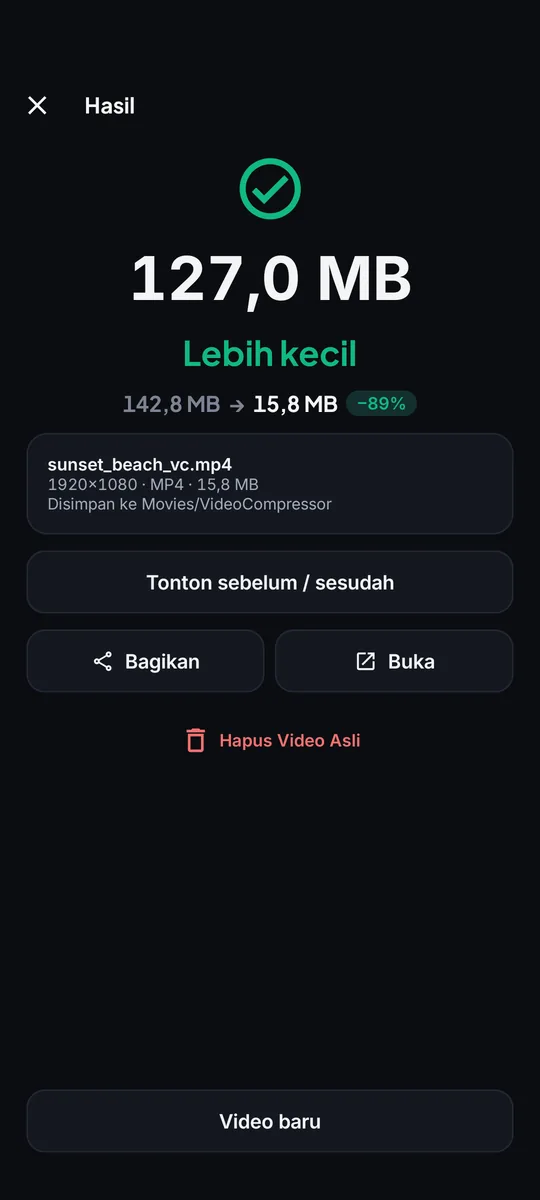 Hasil
127,0 MB
Lebih kecil
142,8 MB → 15,8 MB −89%
sunset_beach_vc.mp4
1920×1080 · MP4 · 15,8 MB
Disimpan ke Movies/VideoCompressor
Tonton sebelum / sesudah
Bagikan
Buka
Hapus Video Asli
Video baru